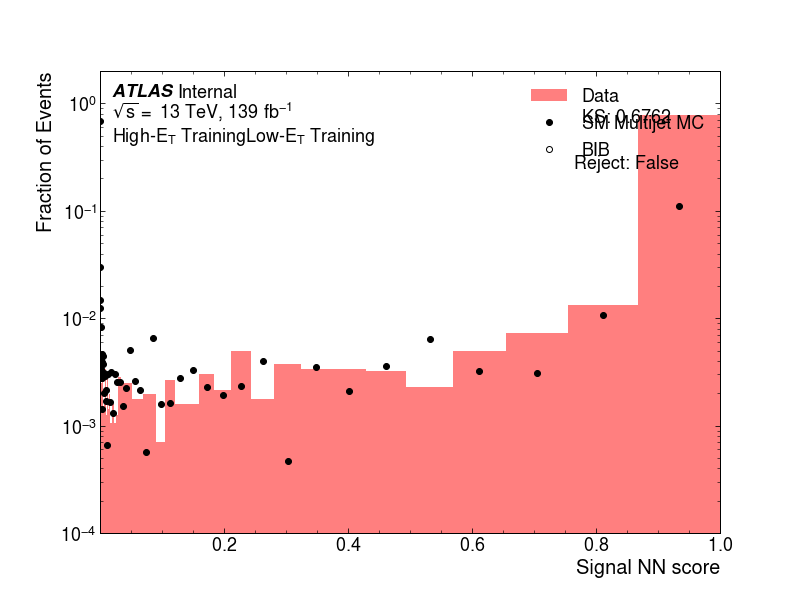 ATLAS Internal
√s = 13 TeV, 139 fb⁻¹
High-E_T TrainingLow-E_T Training
Data
KS: 0.6762
SM Multijet MC
BIB
Reject: False
Fraction of Events
10⁰
10⁻¹
10⁻²
10⁻³
10⁻⁴
0.2 0.4 0.6 0.8 1.0
Signal NN score